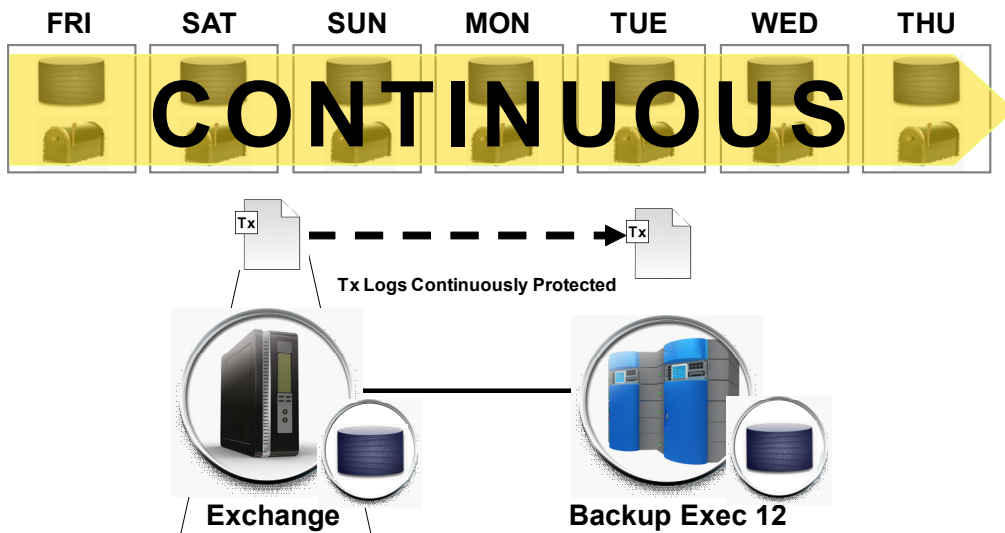 FRI SAT SUN MON TUE WED THU
CONTINUOUS
Tx Tx
Tx Logs Continuously Protected
Exchange Backup Exec 12